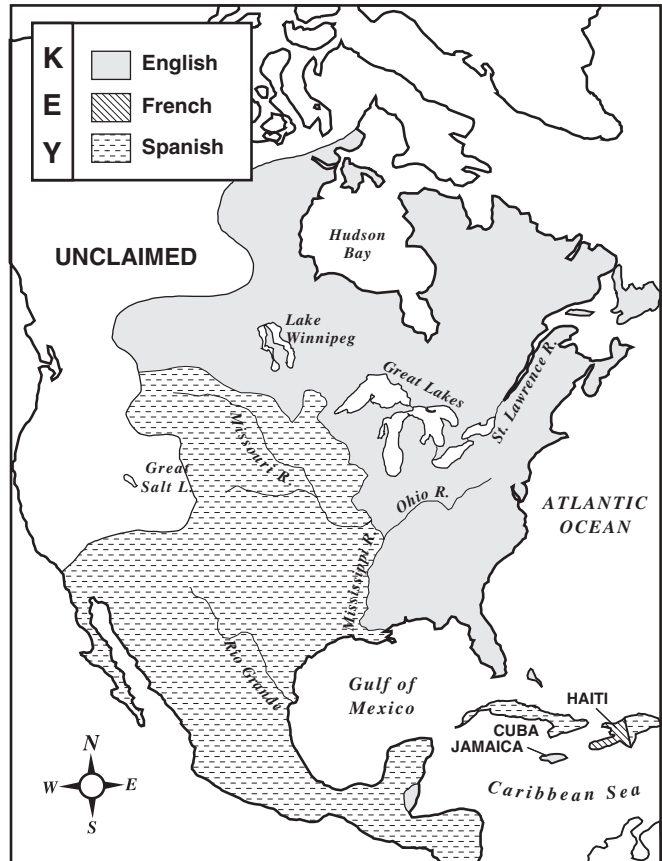 K
E
Y
English
French
Spanish
UNCLAIMED
Hudson
Bay
Lake
Winnipeg
Great Lakes
St. Lawrence R.
Missouri R.
Great
Salt L.
Ohio R.
ATLANTIC
OCEAN
Mississippi R.
Rio Grande
Gulf of
Mexico
HAITI
CUBA
JAMAICA
Caribbean Sea
N
W
E
S